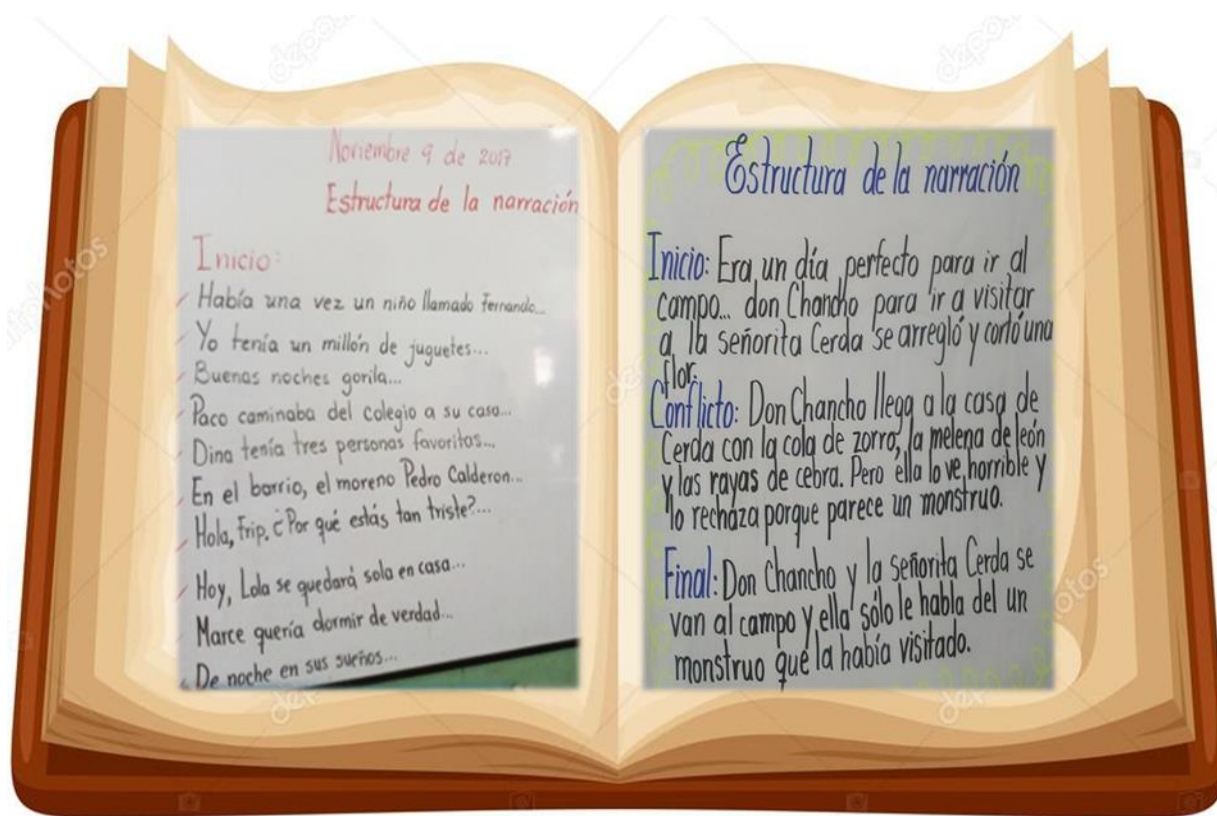 Noviembre 9 de 2017
Estructura de la narración
Inicio:
Había una vez un niño llamado Fernando...
Yo tenía un millón de juguetes...
Buenas noches gorila...
Paco caminaba del colegio a su casa...
Dina tenía tres personas favoritas...
En el barrio, el moreno Pedro Calderon...
Hola, Frip. ¿Por qué estás tan triste?...
Hoy, Lola se quedará sola en casa...
Marce quería dormir de verdad...
De noche en sus sueños...
Estructura de la narración
Inicio: Era un día perfecto para ir al
campo... don Chancho para ir a visitar
a la señorita Cerda se arregló y cortó una
flor.
Conflicto: Don Chancho llega a la casa de
Cerda con la cola de zorro, la melena de león
y las rayas de cebra. Pero ella lo ve horrible y
lo rechaza porque parece un monstruo.
Final: Don Chancho y la señorita Cerda se
van al campo y ella sólo le habla del un
monstruo que la había visitado.
depositphotos